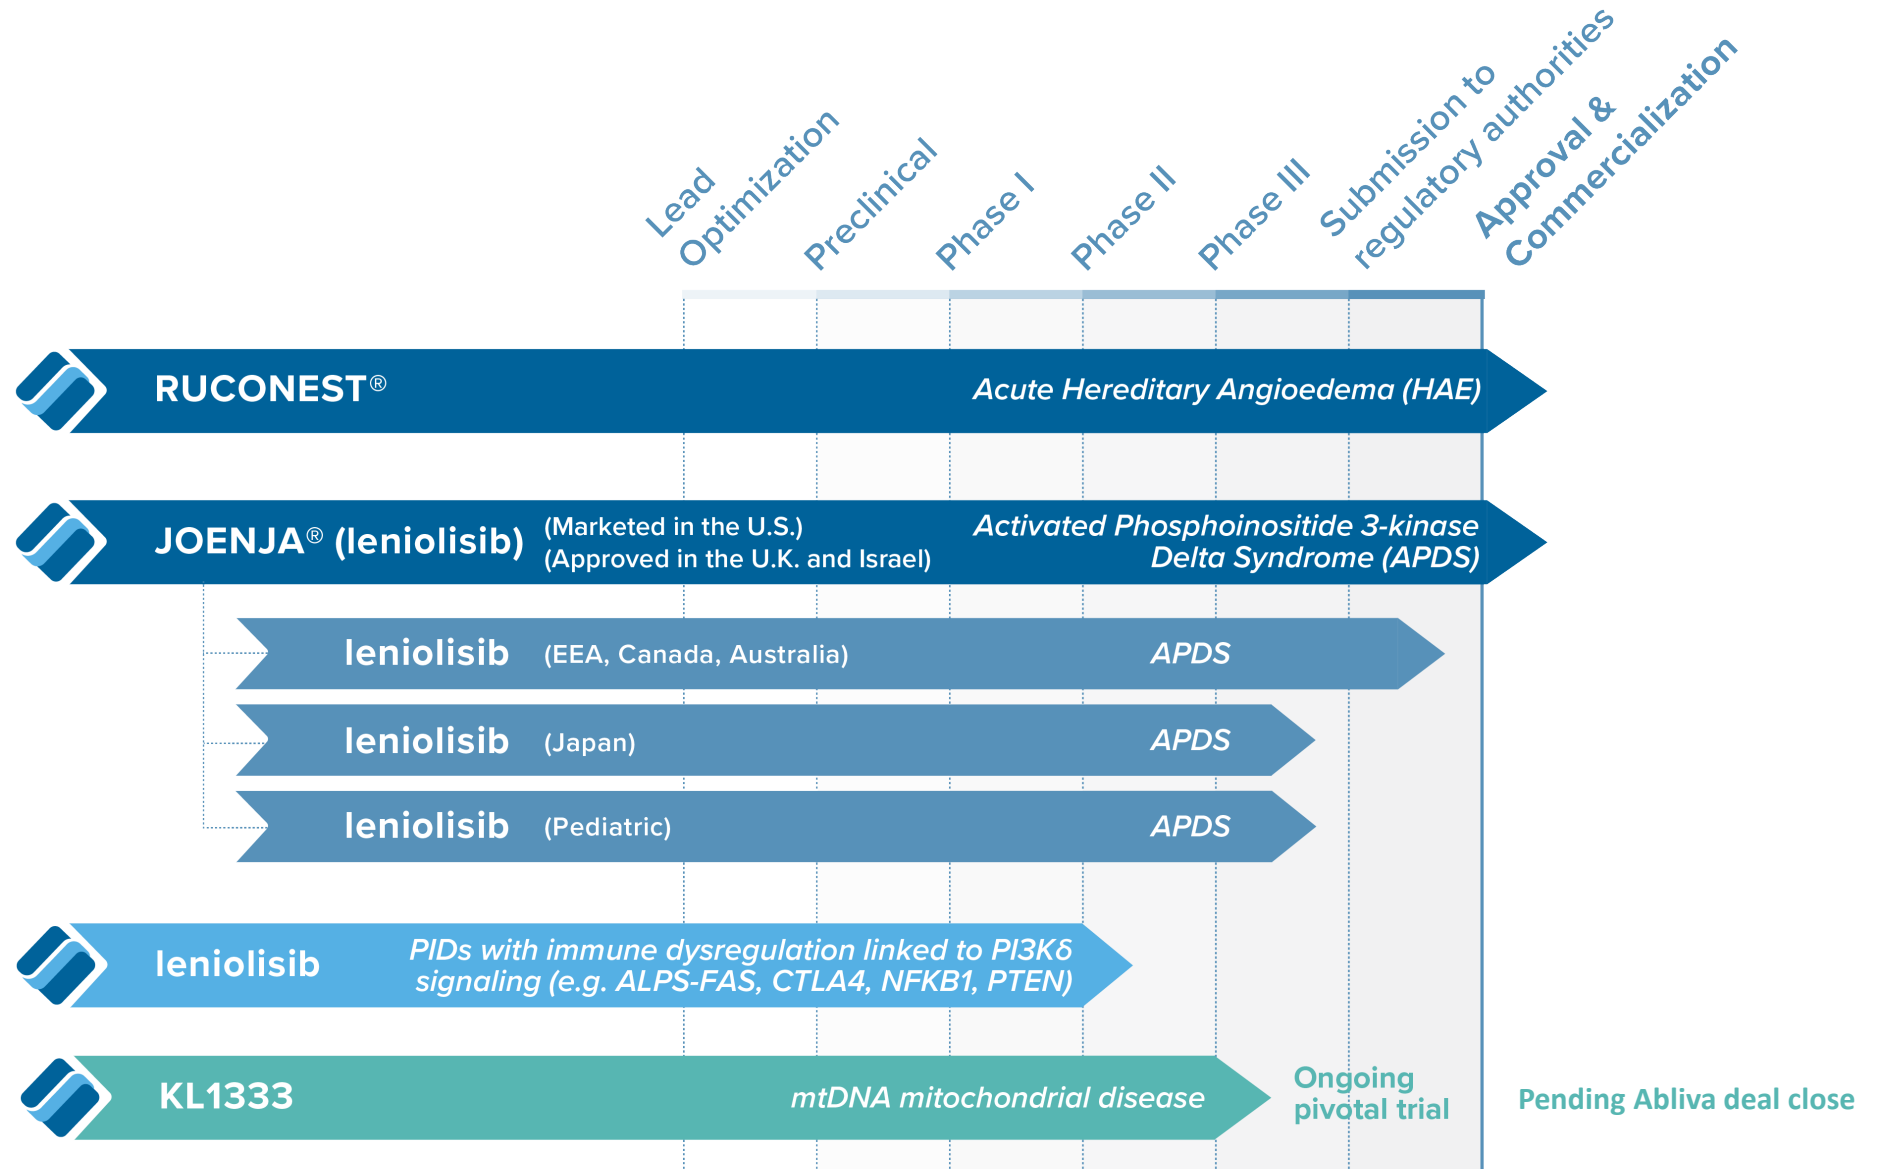 Lead
Optimization
Preclinical
Phase I
Phase II
Phase III
Submission to
regulatory authorities
Approval &
Commercialization
RUCONEST®
Acute Hereditary Angioedema (HAE)
JOENJA® (leniolisib)
(Marketed in the U.S.)
(Approved in the U.K. and Israel)
Activated Phosphoinositide 3-kinase
Delta Syndrome (APDS)
leniolisib (EEA, Canada, Australia) APDS
leniolisib (Japan) APDS
leniolisib (Pediatric) APDS
leniolisib
PIDs with immune dysregulation linked to PI3Kδ
signaling (e.g. ALPS-FAS, CTLA4, NFKB1, PTEN)
KL1333
mtDNA mitochondrial disease
Ongoing
pivotal trial
Pending Abliva deal close